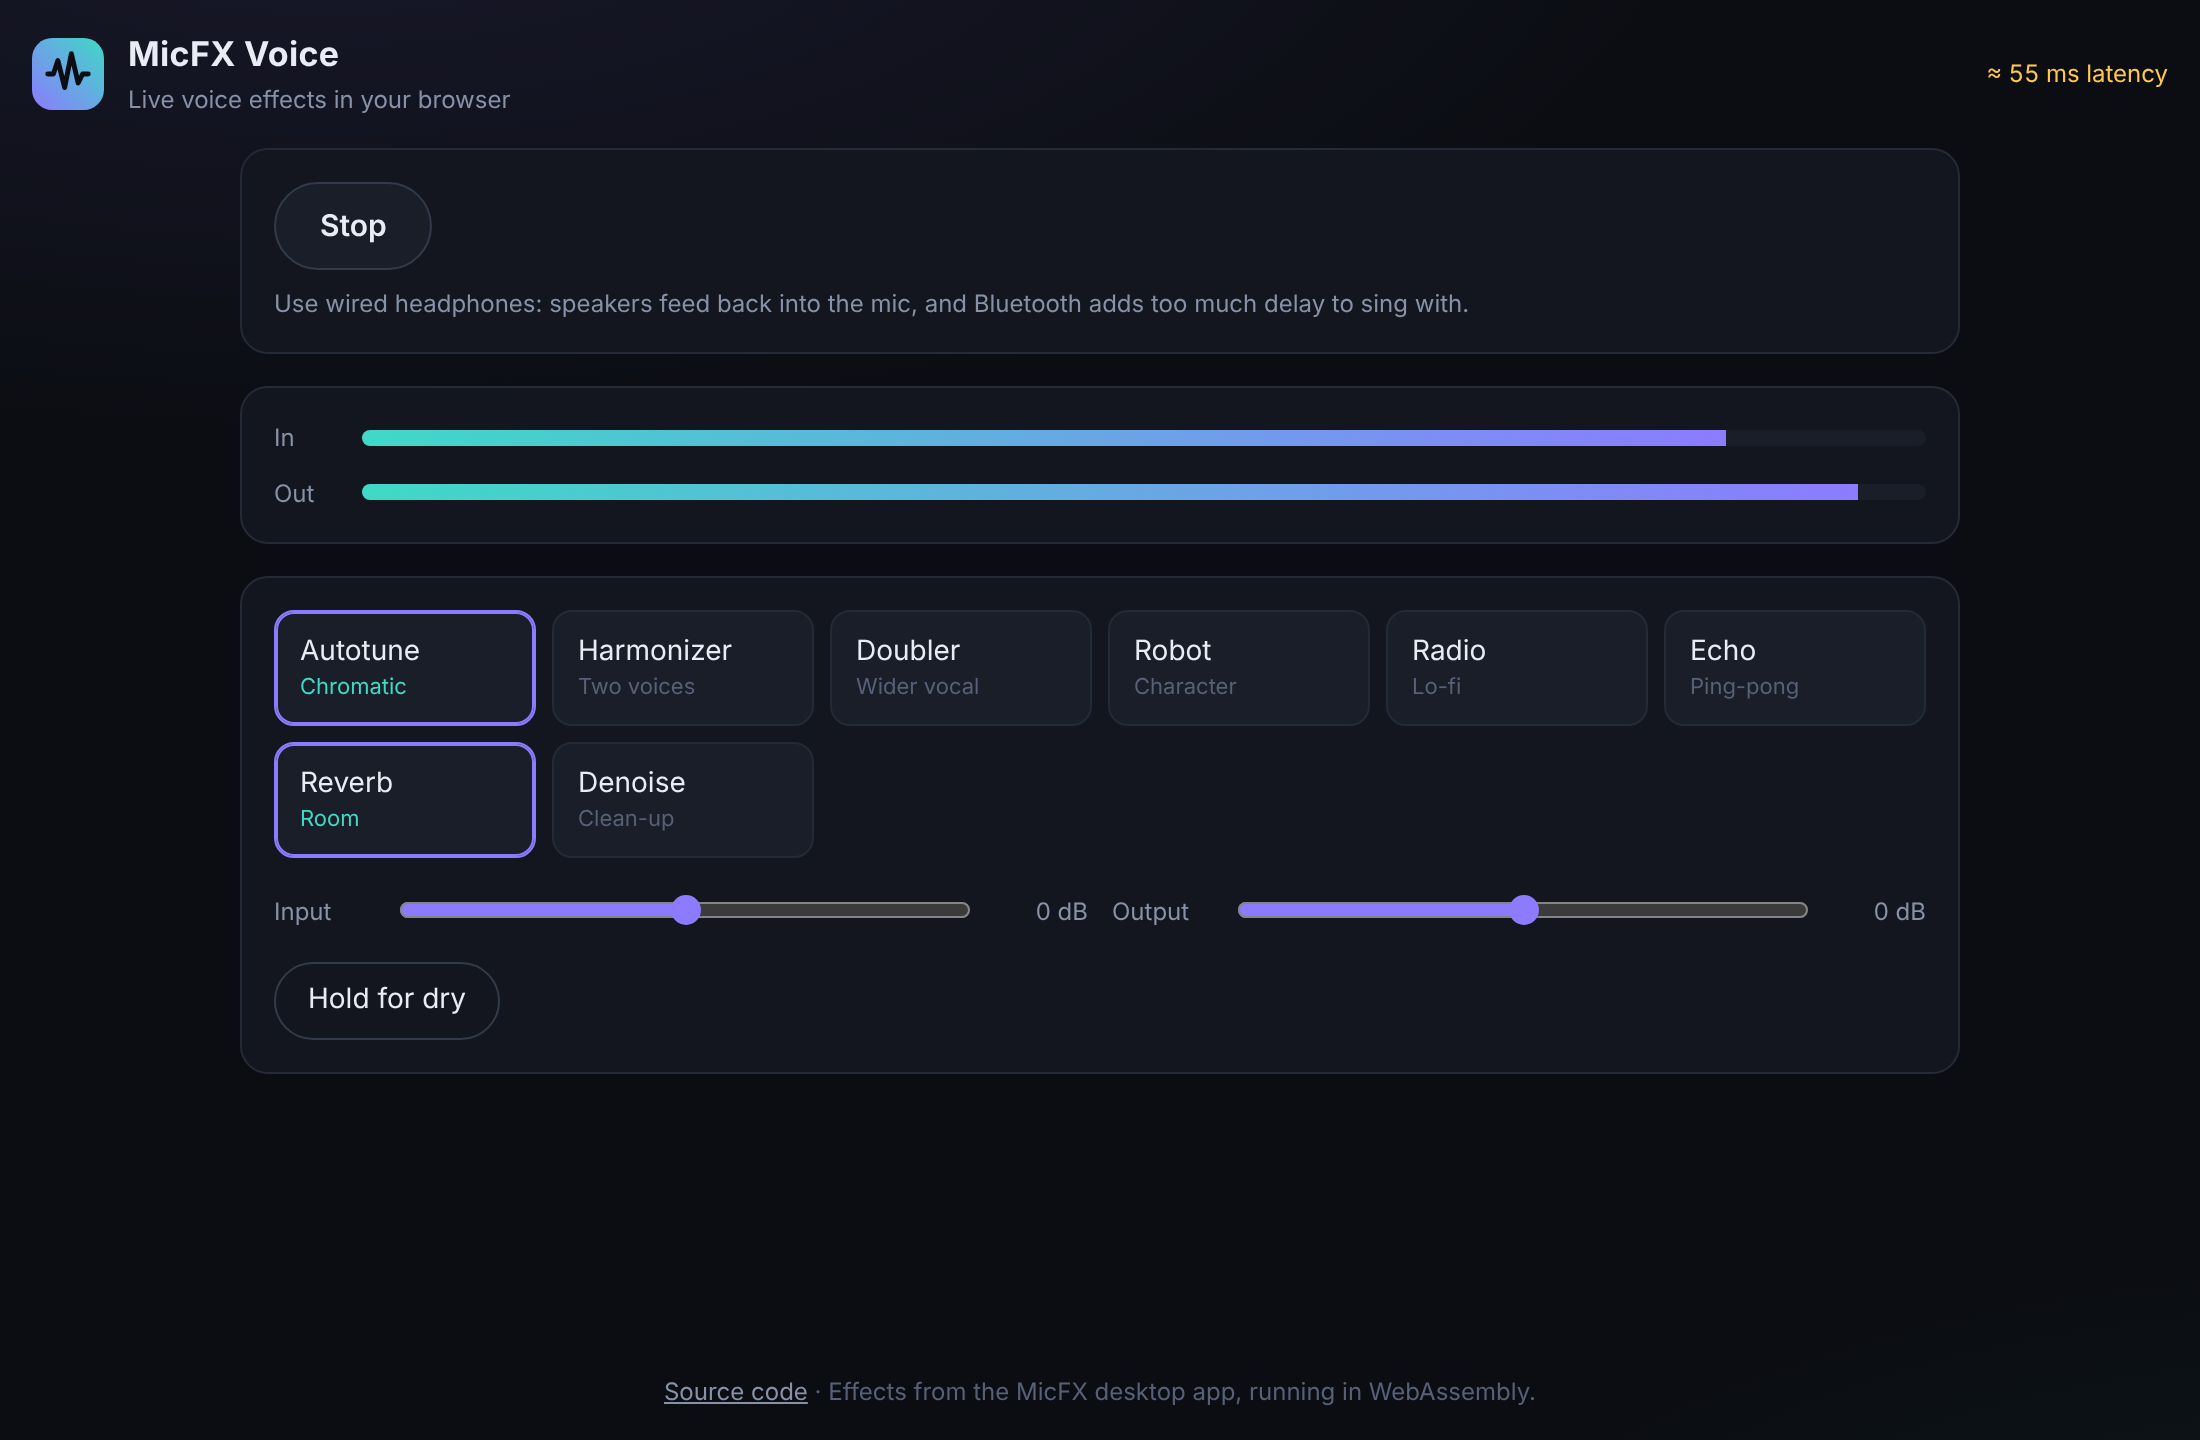 MicFX Voice
Live voice effects in your browser
≈ 55 ms latency
Stop
Use wired headphones: speakers feed back into the mic, and Bluetooth adds too much delay to sing with.
In
Out
Autotune
Chromatic
Harmonizer
Two voices
Doubler
Wider vocal
Robot
Character
Radio
Lo-fi
Echo
Ping-pong
Reverb
Room
Denoise
Clean-up
Input 0 dB
Output 0 dB
Hold for dry
Source code · Effects from the MicFX desktop app, running in WebAssembly.